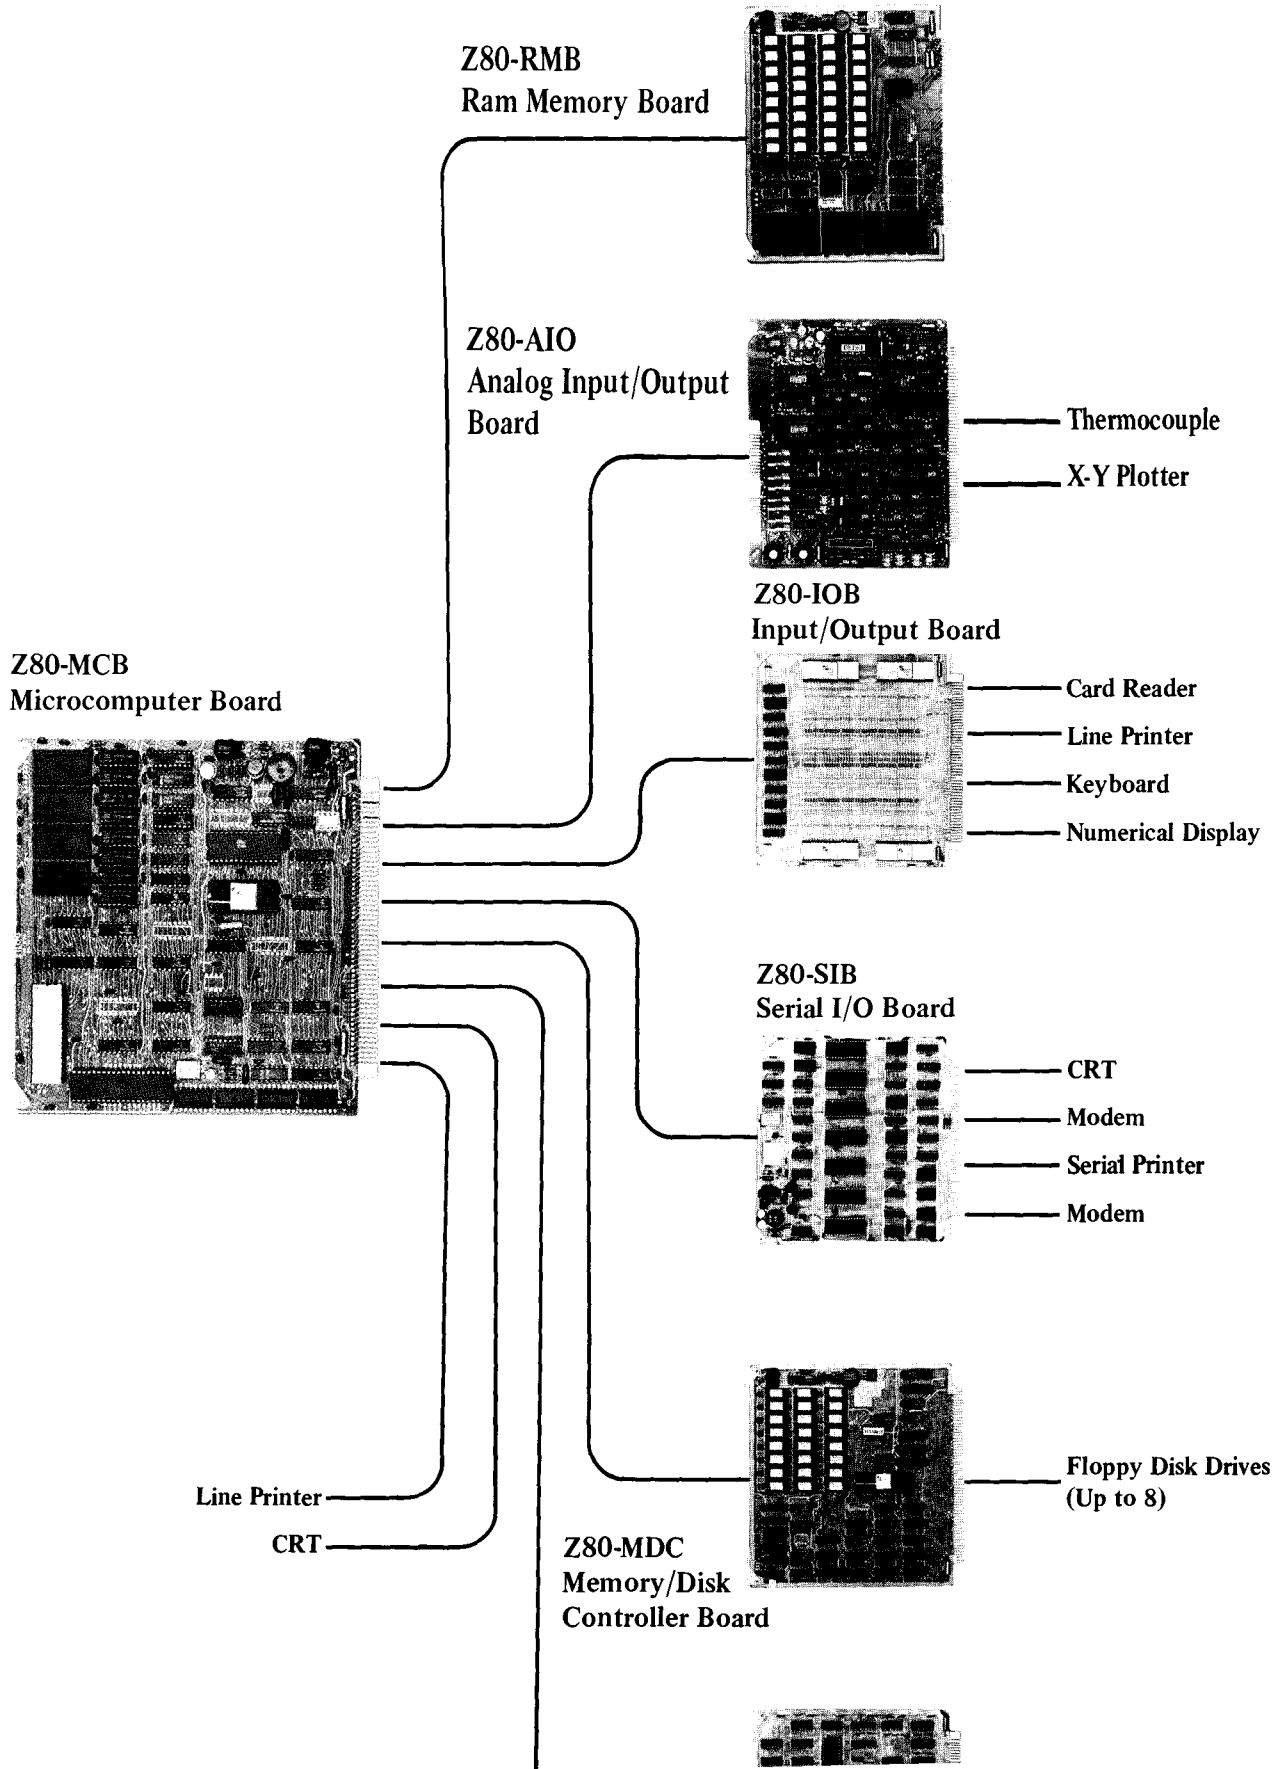 Z80-RMB
Ram Memory Board
Z80-AIO
Analog Input/Output
Board
Thermocouple
X-Y Plotter
Z80-IOB
Input/Output Board
Z80-MCB
Microcomputer Board
Card Reader
Line Printer
Keyboard
Numerical Display
Z80-SIB
Serial I/O Board
CRT
Modem
Serial Printer
Modem
Floppy Disk Drives
(Up to 8)
Line Printer
CRT
Z80-MDC
Memory/Disk
Controller Board